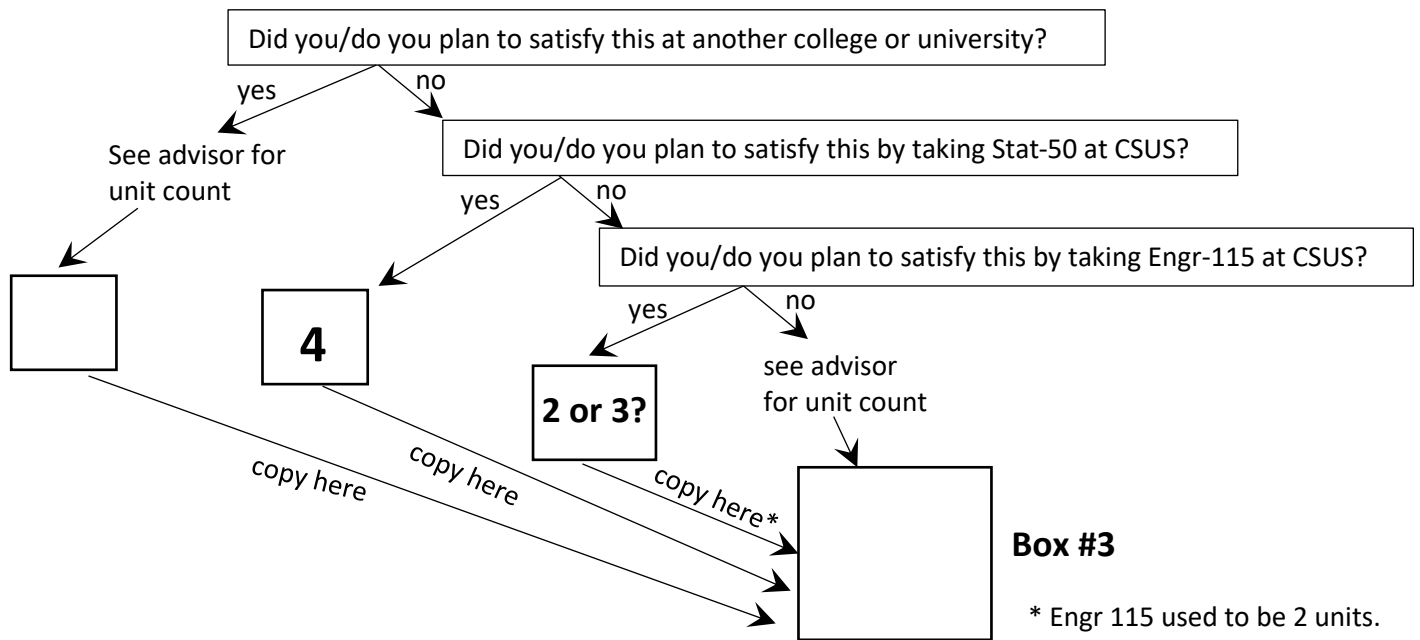 Did you/do you plan to satisfy this at another college or university?
yes
no
See advisor for
unit count
Did you/do you plan to satisfy this by taking Stat-50 at CSUS?
yes
no
Did you/do you plan to satisfy this by taking Engr-115 at CSUS?
yes
no
4
2 or 3?
see advisor
for unit count
copy here
copy here
copy here*
Box #3
* Engr 115 used to be 2 units.